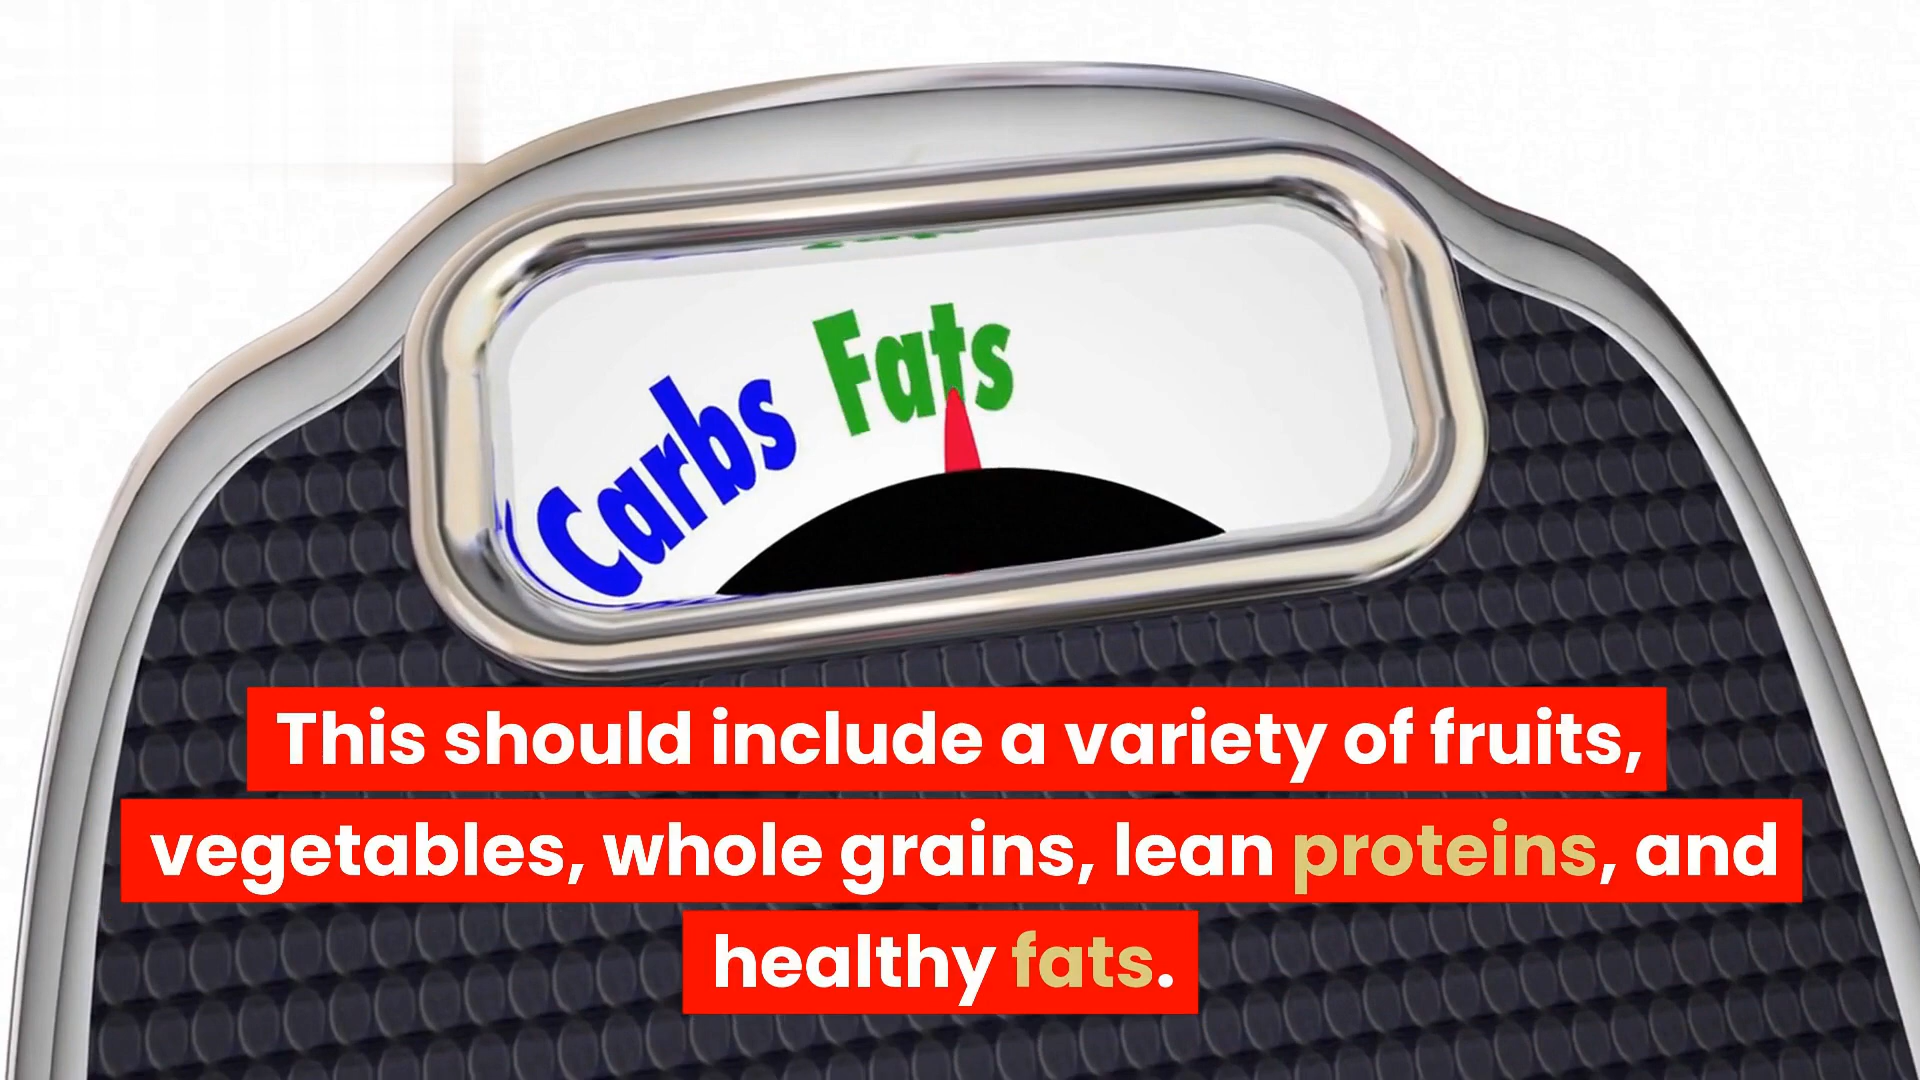 Carbs Fats
This should include a variety of fruits,
vegetables, whole grains, lean proteins, and
healthy fats.